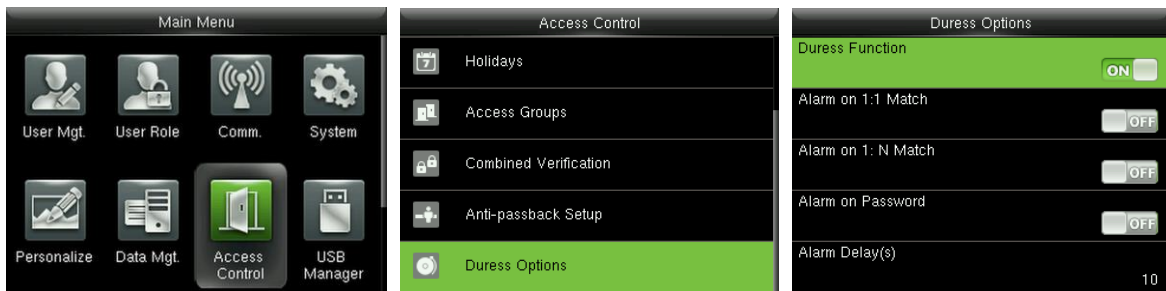 Main Menu
User Mgt.
User Role
Comm.
System
Personalize
Data Mgt.
Access
Control
USB
Manager
Access Control
7
Holidays
Access Groups
Combined Verification
Anti-passback Setup
Duress Options
Duress Options
Duress Function
ON
Alarm on 1:1 Match
OFF
Alarm on 1: N Match
OFF
Alarm on Password
OFF
Alarm Delay(s)
10